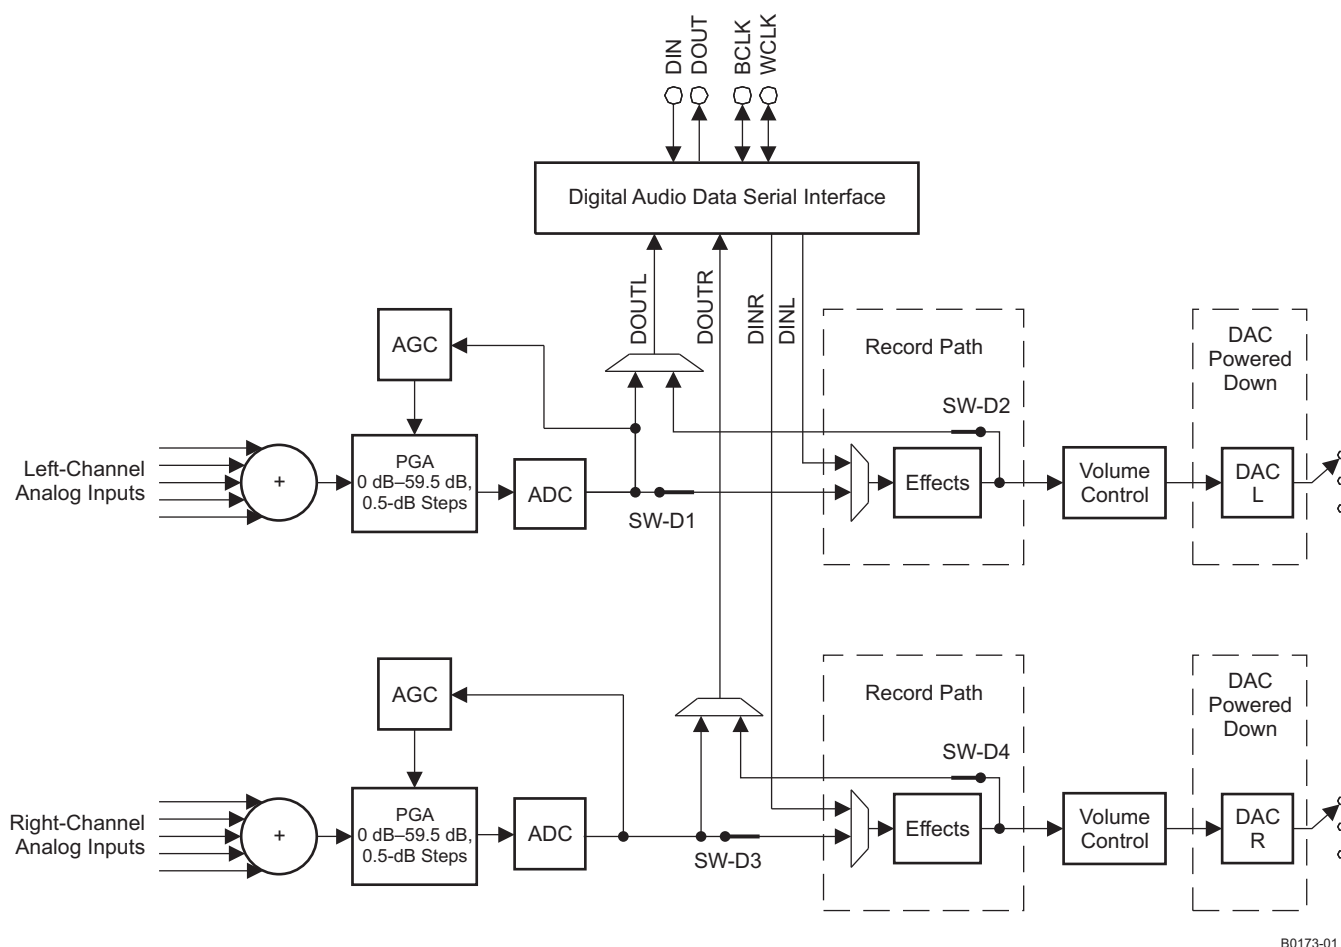 DIN
DOUT
BCLK
WCLK
Digital Audio Data Serial Interface
DOUTL
DOUTR
DINR
DINL
AGC
Record Path
DAC
Powered
Down
SW-D2
Left-Channel
Analog Inputs
+
PGA
0 dB–59.5 dB,
0.5-dB Steps
ADC
SW-D1
Effects
Volume
Control
DAC
L
AGC
Record Path
DAC
Powered
Down
SW-D4
Right-Channel
Analog Inputs
+
PGA
0 dB–59.5 dB,
0.5-dB Steps
ADC
SW-D3
Effects
Volume
Control
DAC
R
B0173-01